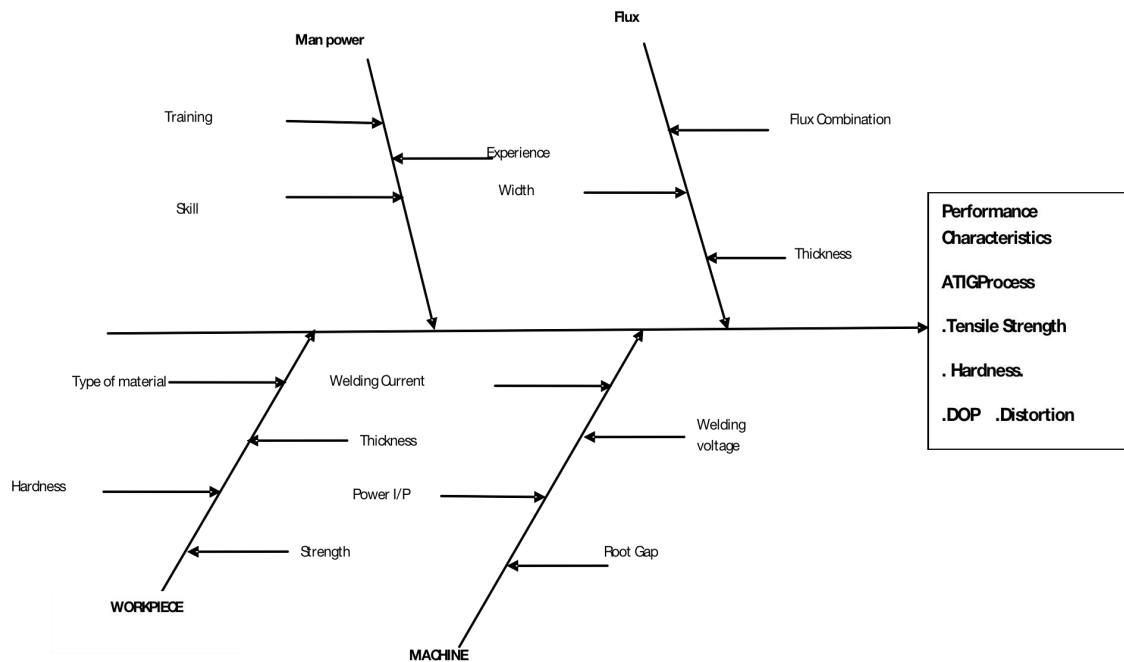 Flux
Man power
Training
Flux Combination
Experience
Width
Skill
Performance
Characteristics
ATIGProcess
.Tensile Strength
. Hardness.
.DOP .Distortion
Thickness
Type of material
Welding Current
Welding
voltage
Thickness
Hardness
Power I/P
Strength
Root Gap
WORKPIECE
MACHINE